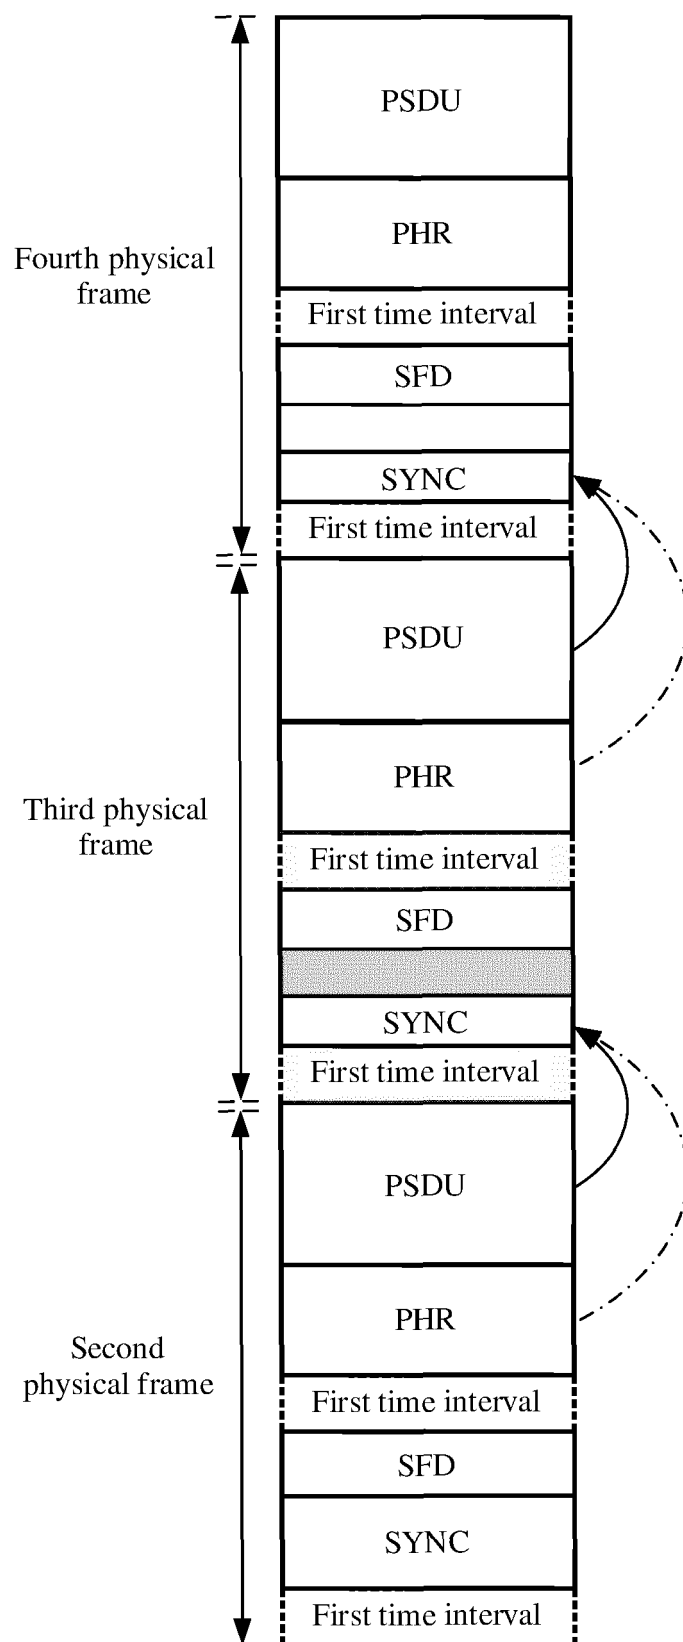 PSDU
PHR
Fourth physical
frame
First time interval
SFD
SYNC
First time interval
PSDU
PHR
Third physical
frame
First time interval
SFD
SYNC
First time interval
PSDU
PHR
Second
physical frame
First time interval
SFD
SYNC
First time interval